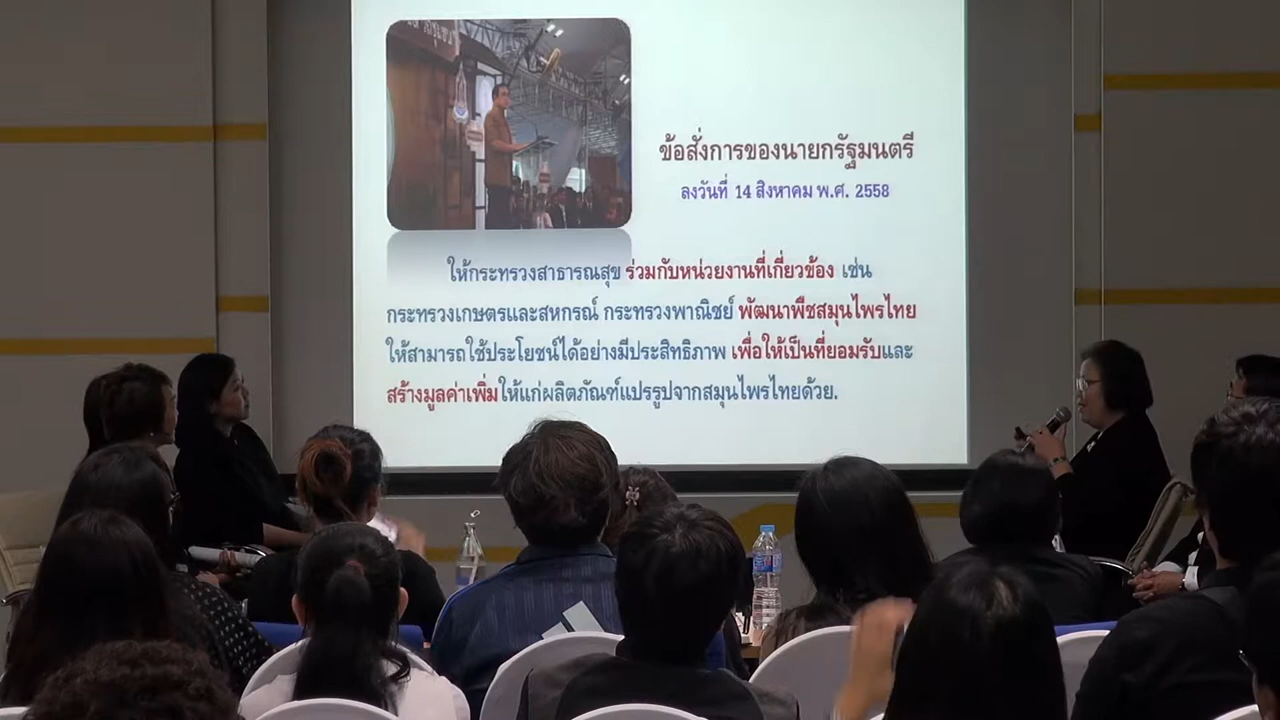 ข้อสั่งการของนายกรัฐมนตรี
ลงวันที่ 14 สิงหาคม พ.ศ. 2558
ให้กระทรวงสาธารณสุข ร่วมกับหน่วยงานที่เกี่ยวข้อง เช่น
กระทรวงเกษตรและสหกรณ์ กระทรวงพาณิชย์ พัฒนาพืชสมุนไพรไทย
ให้สามารถใช้ประโยชน์ได้อย่างมีประสิทธิภาพ เพื่อให้เป็นที่ยอมรับและ
สร้างมูลค่าเพิ่มให้แก่ผลิตภัณฑ์แปรรูปจากสมุนไพรไทยด้วย.